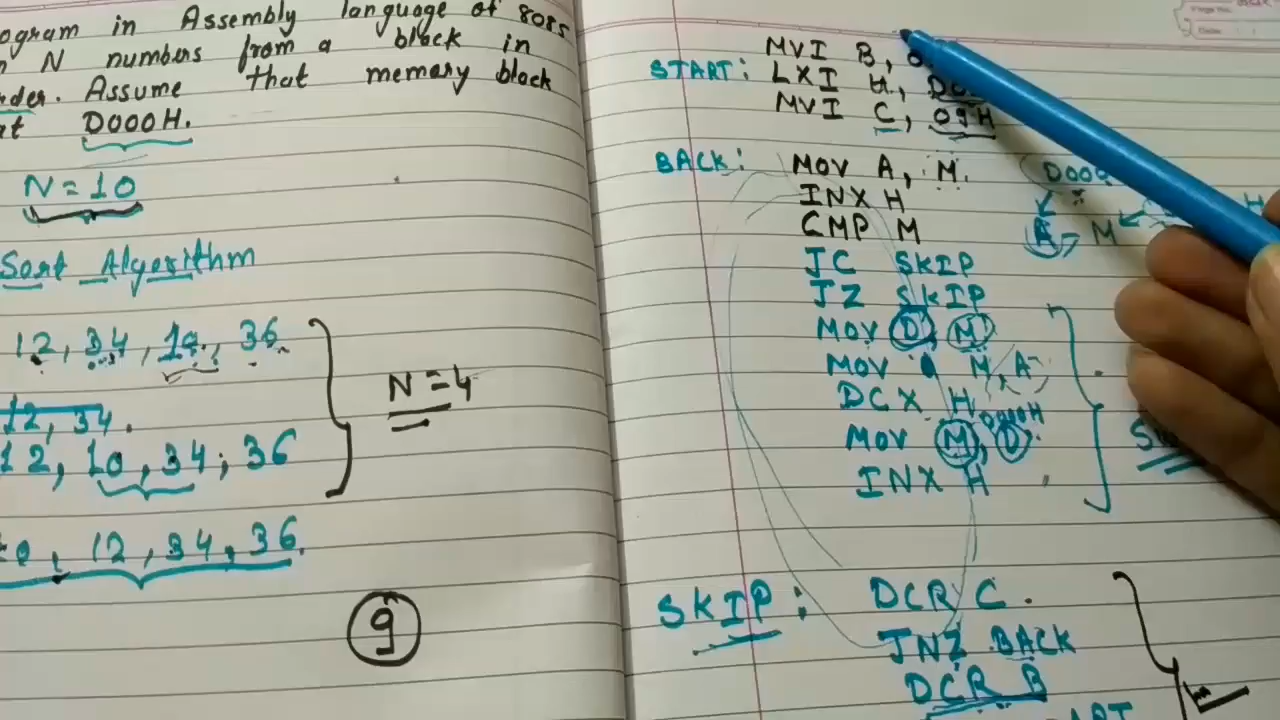 ogram in Assembly language of 8085
N numbers from a block in
order. Assume that memory block
at D000H.
N = 10
Sort Algorithm
12, 34, 10, 36
12, 34.
12, 10, 34, 36
10, 12, 34, 36.
N = 4
9
MVI B,
START: LXI H,
MVI C, 09H
BACK: MOV A, M
INX H
CMP M
JC SKIP
JZ SKIP
MOV D, M
MOV M, A
DCX H
MOV M, D
INX H
D000
A M
H
SKIP: DCR C.
JNZ BACK
DCR B